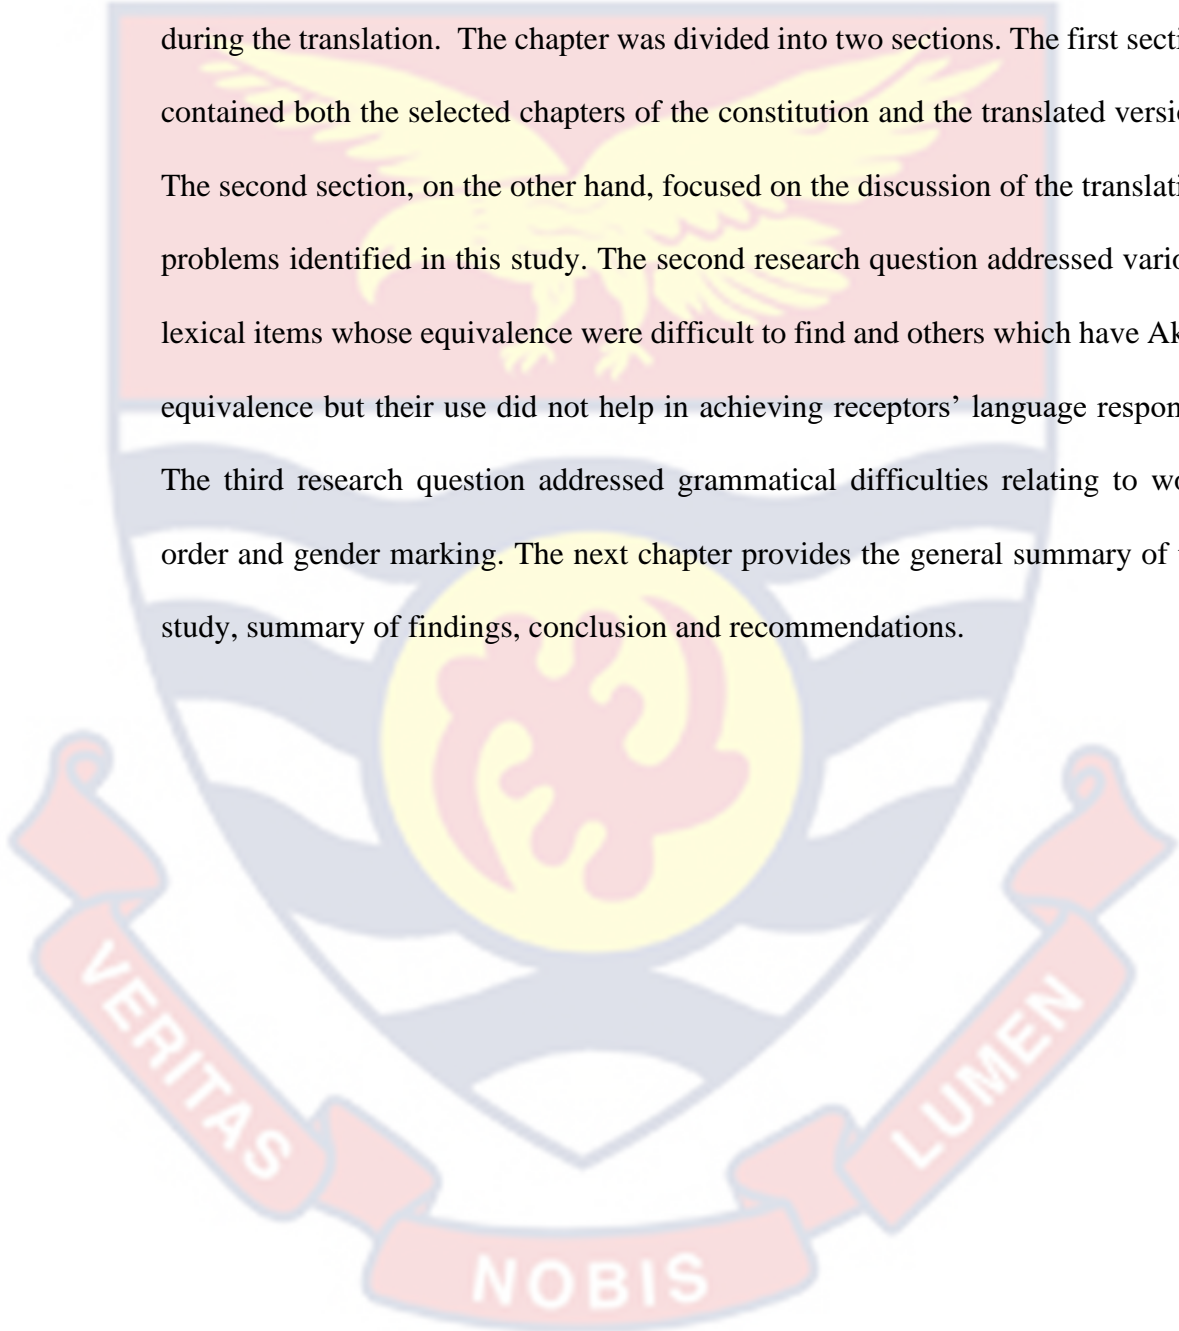 during the translation.  The chapter was divided into two sections. The first secti
contained both the selected chapters of the constitution and the translated versio
The second section, on the other hand, focused on the discussion of the translati
problems identified in this study. The second research question addressed vario
lexical items whose equivalence were difficult to find and others which have Ak
equivalence but their use did not help in achieving receptors’ language respon
The third research question addressed grammatical difficulties relating to wo
order and gender marking. The next chapter provides the general summary of
study, summary of findings, conclusion and recommendations.
VERITAS
NOBIS
LUMEN